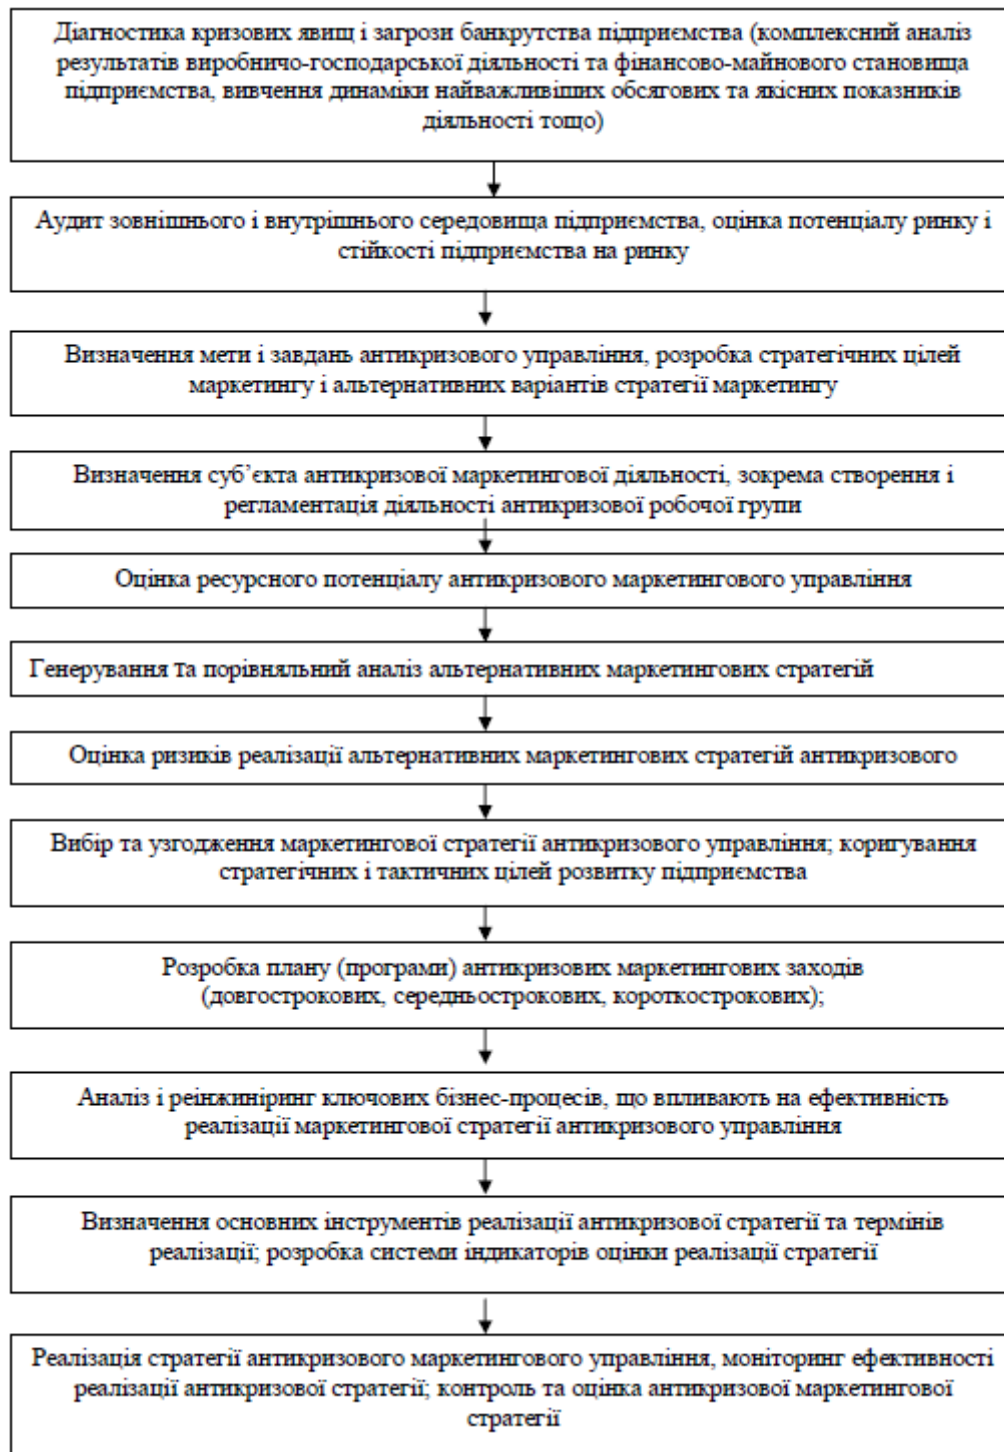 Діагностика кризових явищ і загрози банкрутства підприємства (комплексний аналіз
результатів виробничо-господарської діяльності та фінансово-майнового становища
підприємства, вивчення динаміки найважливіших обсягових та якісних показників
діяльності тощо)
Аудит зовнішнього і внутрішнього середовища підприємства, оцінка потенціалу ринку і
стійкості підприємства на ринку
Визначення мети і завдань антикризового управління, розробка стратегічних цілей
маркетингу і альтернативних варіантів стратегії маркетингу
Визначення суб’єкта антикризової маркетингової діяльності, зокрема створення і
регламентація діяльності антикризової робочої групи
Оцінка ресурсного потенціалу антикризового маркетингового управління
Генерування та порівняльний аналіз альтернативних маркетингових стратегій
Оцінка ризиків реалізації альтернативних маркетингових стратегій антикризового
Вибір та узгодження маркетингової стратегії антикризового управління; коригування
стратегічних і тактичних цілей розвитку підприємства
Розробка плану (програми) антикризових маркетингових заходів
(довгострокових, середньострокових, короткострокових);
Аналіз і реінжиніринг ключових бізнес-процесів, що впливають на ефективність
реалізації маркетингової стратегії антикризового управління
Визначення основних інструментів реалізації антикризової стратегії та термінів
реалізації; розробка системи індикаторів оцінки реалізації стратегії
Реалізація стратегії антикризового маркетингового управління, моніторинг ефективності
реалізації антикризової стратегії; контроль та оцінка антикризової маркетингової
стратегії